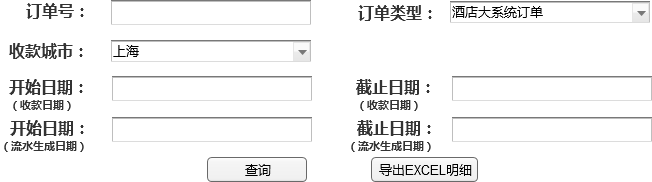 订单号： 订单类型： 酒店大系统订单
收款城市： 上海
开始日期： 截止日期：
（收款日期） （收款日期）
开始日期： 截止日期：
（流水生成日期） （流水生成日期）
查询 导出EXCEL明细